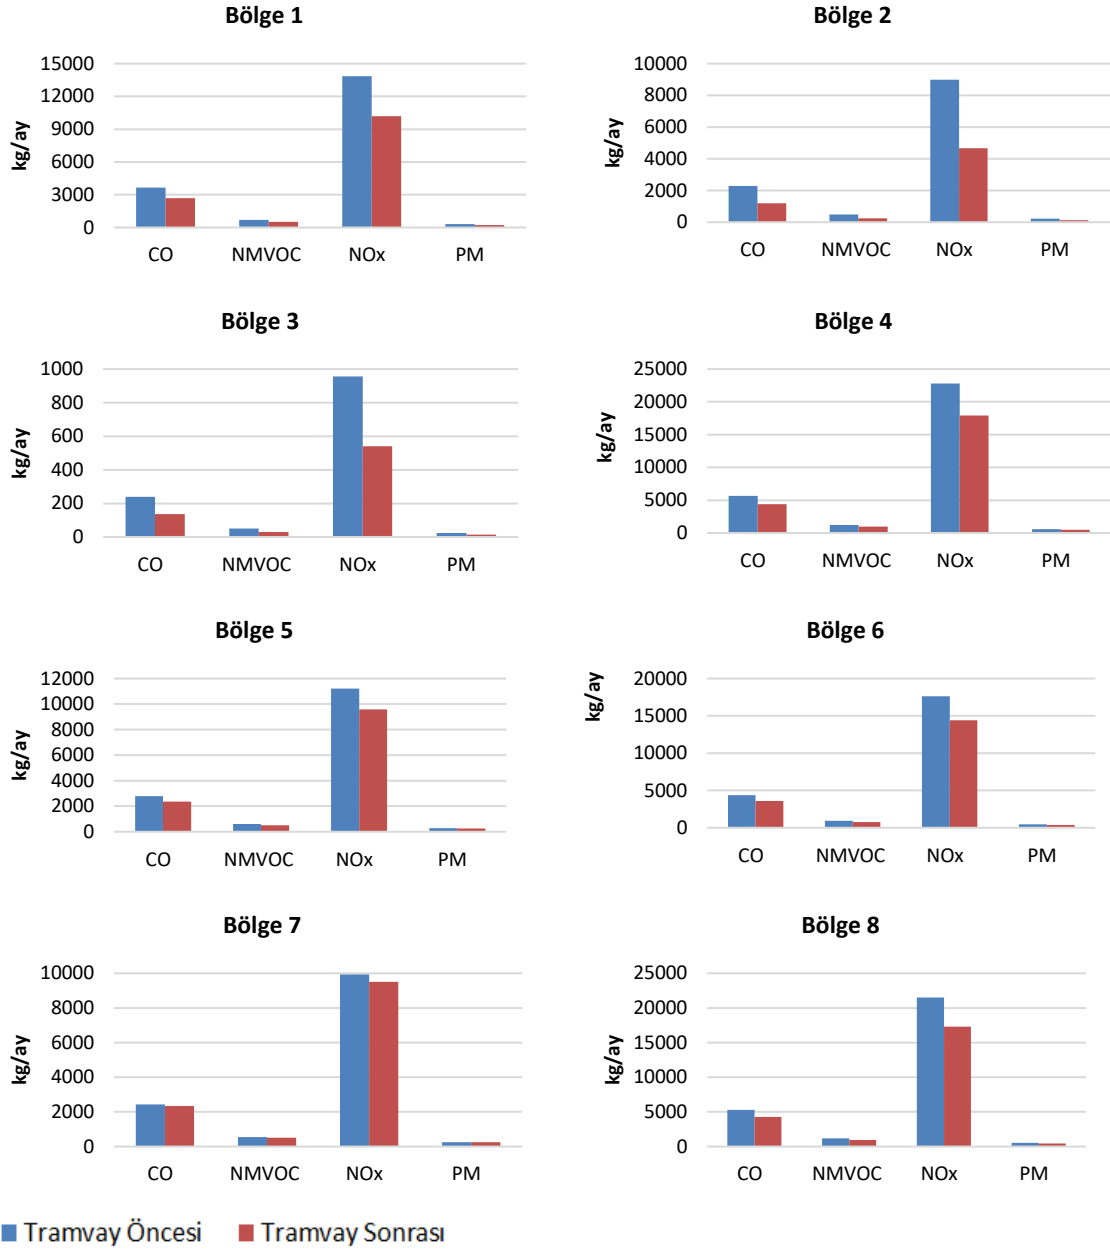 Bölge 1
15000
12000
9000
6000
3000
0
kg/ay
CO NMVOC NOx PM
Bölge 2
10000
8000
6000
4000
2000
0
kg/ay
CO NMVOC NOx PM
Bölge 3
1000
800
600
400
200
0
kg/ay
CO NMVOC NOx PM
Bölge 4
25000
20000
15000
10000
5000
0
kg/ay
CO NMVOC NOx PM
Bölge 5
12000
10000
8000
6000
4000
2000
0
kg/ay
CO NMVOC NOx PM
Bölge 6
20000
15000
10000
5000
0
kg/ay
CO NMVOC NOx PM
Bölge 7
10000
8000
6000
4000
2000
0
kg/ay
CO NMVOC NOx PM
Bölge 8
25000
20000
15000
10000
5000
0
kg/ay
CO NMVOC NOx PM
Tramvay Öncesi Tramvay Sonrası